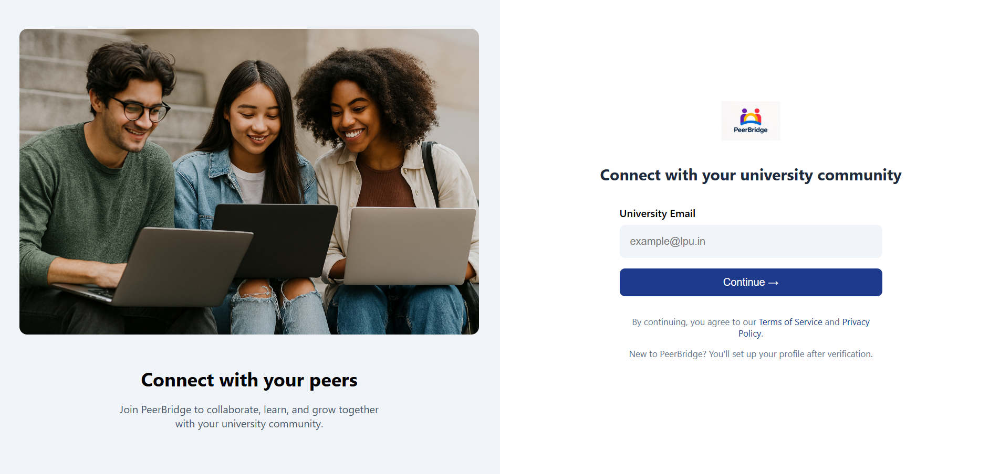 Connect with your peers
Join PeerBridge to collaborate, learn, and grow together
with your university community.
PeerBridge
Connect with your university community
University Email
example@lpu.in
Continue →
By continuing, you agree to our Terms of Service and Privacy
Policy.
New to PeerBridge? You'll set up your profile after verification.